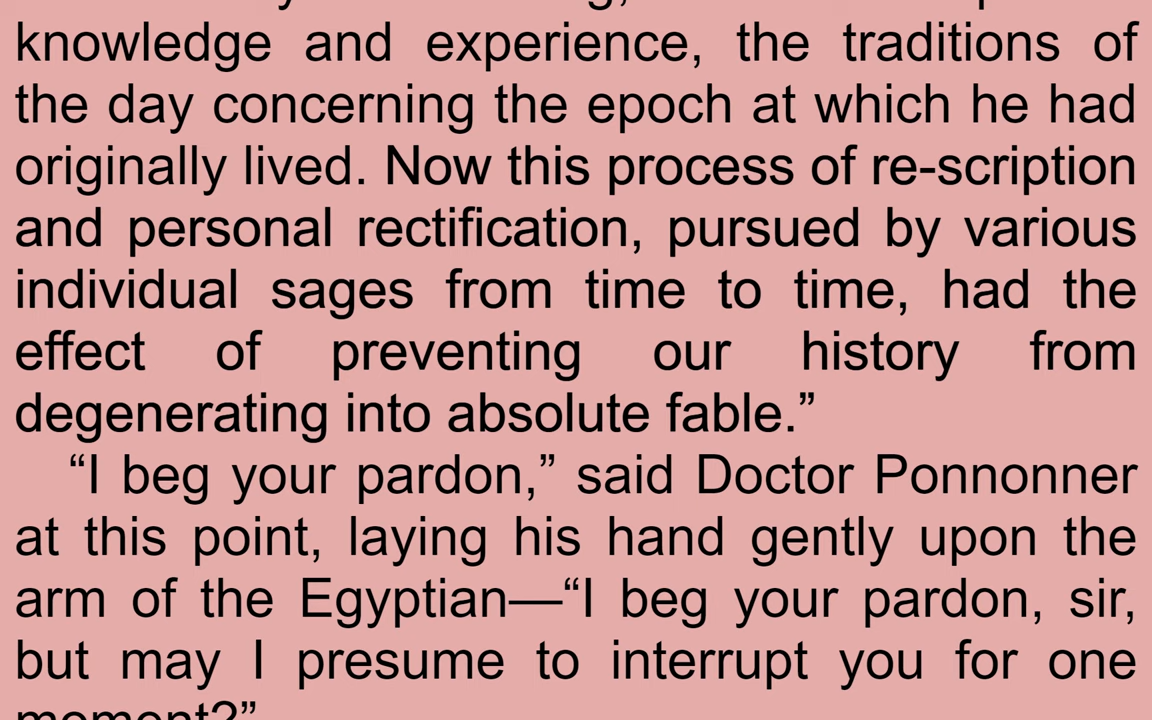 knowledge and experience, the traditions of
the day concerning the epoch at which he had
originally lived. Now this process of re-scription
and personal rectification, pursued by various
individual sages from time to time, had the
effect of preventing our history from
degenerating into absolute fable.”
“I beg your pardon,” said Doctor Ponnonner
at this point, laying his hand gently upon the
arm of the Egyptian—“I beg your pardon, sir,
but may I presume to interrupt you for one
moment?”